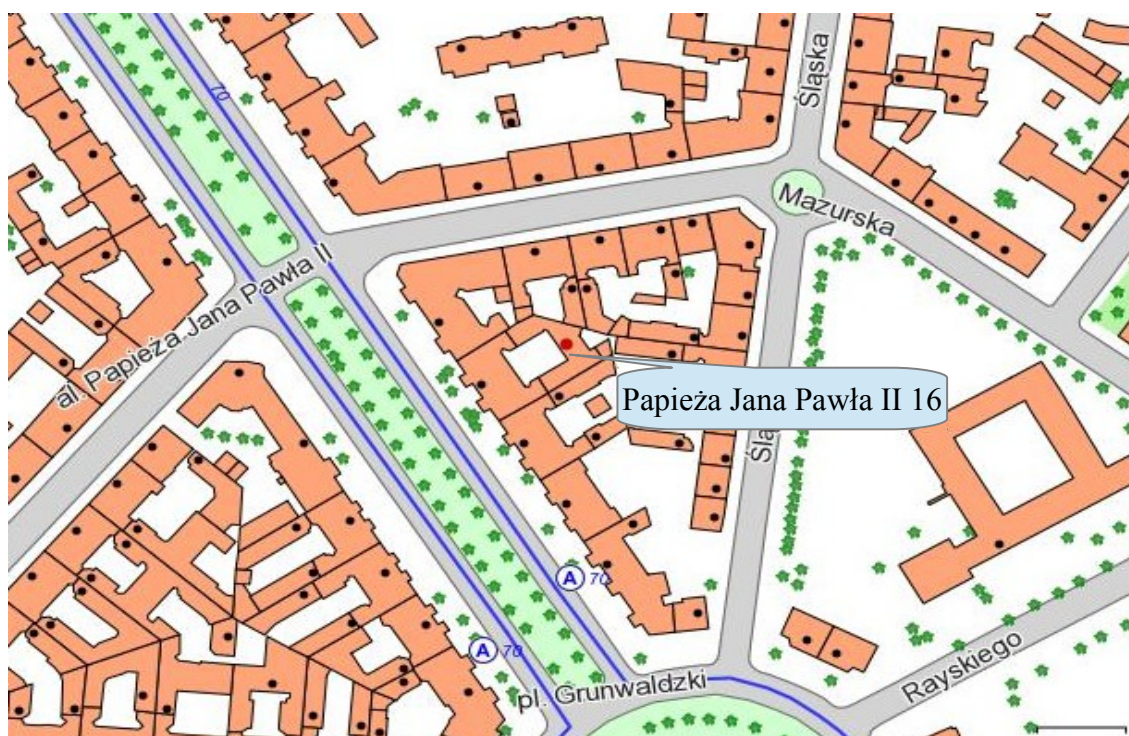 70
Śląska
Mazurska
al. Papieża Jana Pawła II
Papieża Jana Pawła II 16
A 70
A 70
pl. Grunwaldzki
Rayskiego